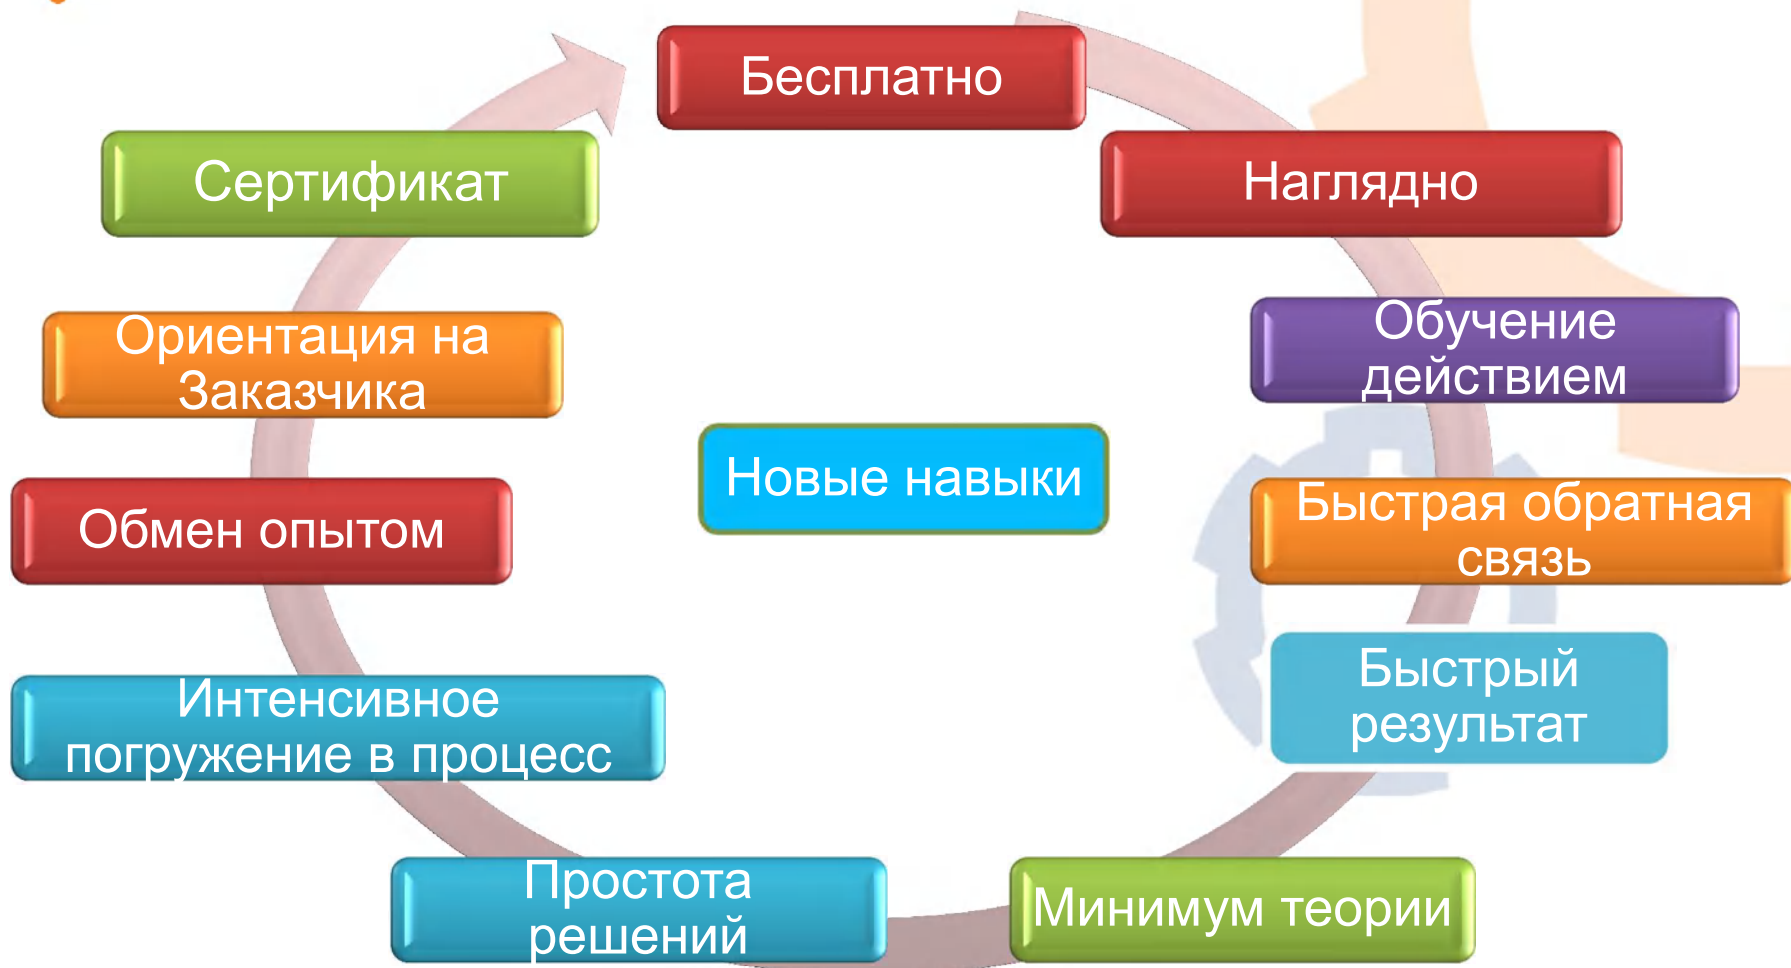 Бесплатно
Наглядно
Обучение
действием
Быстрая обратная
связь
Быстрый
результат
Минимум теории
Простота
решений
Интенсивное
погружение в процесс
Обмен опытом
Ориентация на
Заказчика
Сертификат
Новые навыки